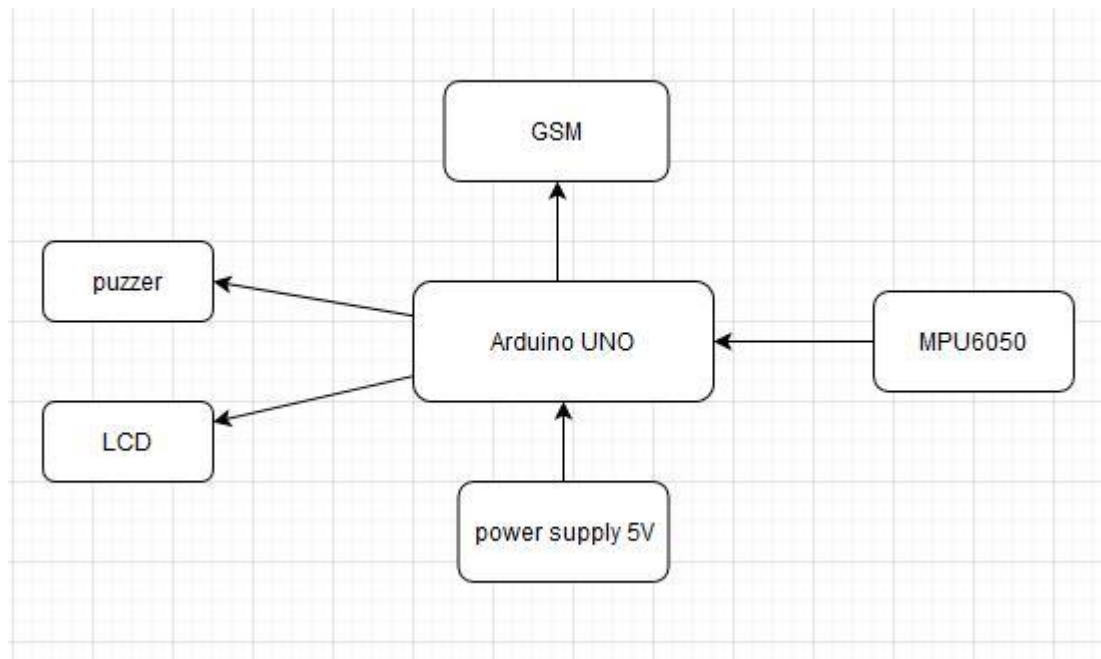 GSM
puzzer
Arduino UNO
MPU6050
LCD
power supply 5V